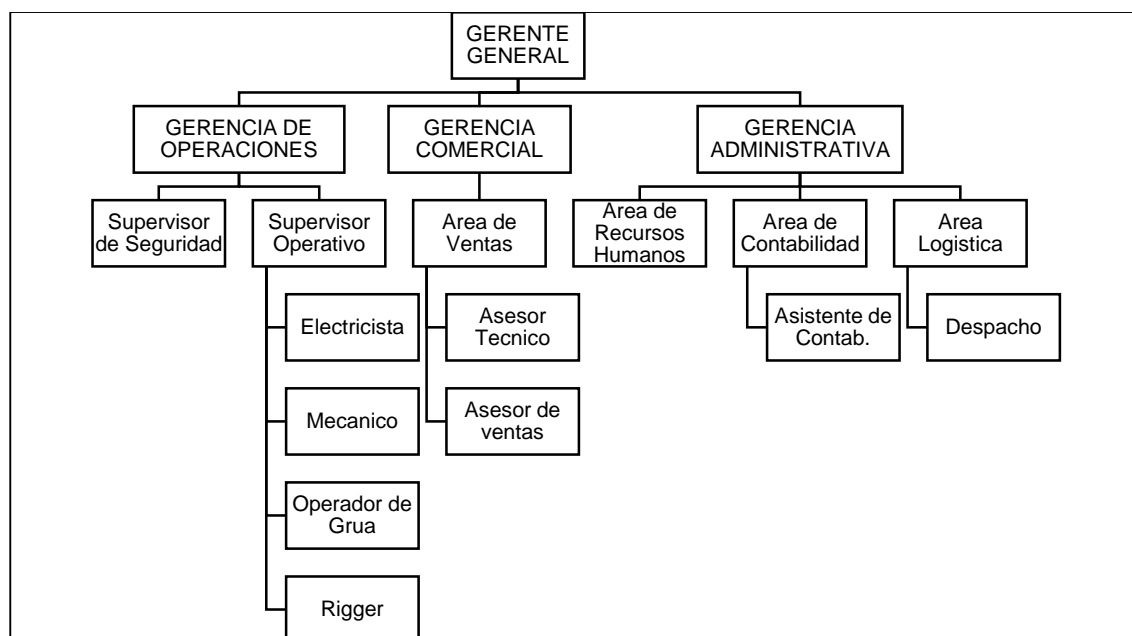 GERENTE
GENERAL
GERENCIA DE
OPERACIONES
GERENCIA
COMERCIAL
GERENCIA
ADMINISTRATIVA
Supervisor
de Seguridad
Supervisor
Operativo
Area de
Ventas
Area de
Recursos
Humanos
Area de
Contabilidad
Area
Logistica
Electricista
Asesor
Tecnico
Asistente de
Contab.
Despacho
Mecanico
Asesor de
ventas
Operador de
Grua
Rigger